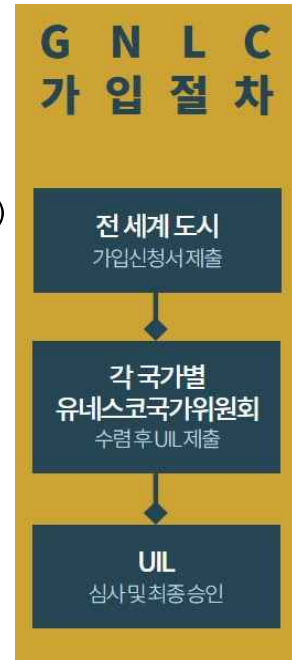 G N L C
가 입 절 차
)
전 세계 도시
가입신청서 제출
각 국가별
유네스코국가위원회
수렴 후 UIL 제출
UIL
심사 및 최종 승인